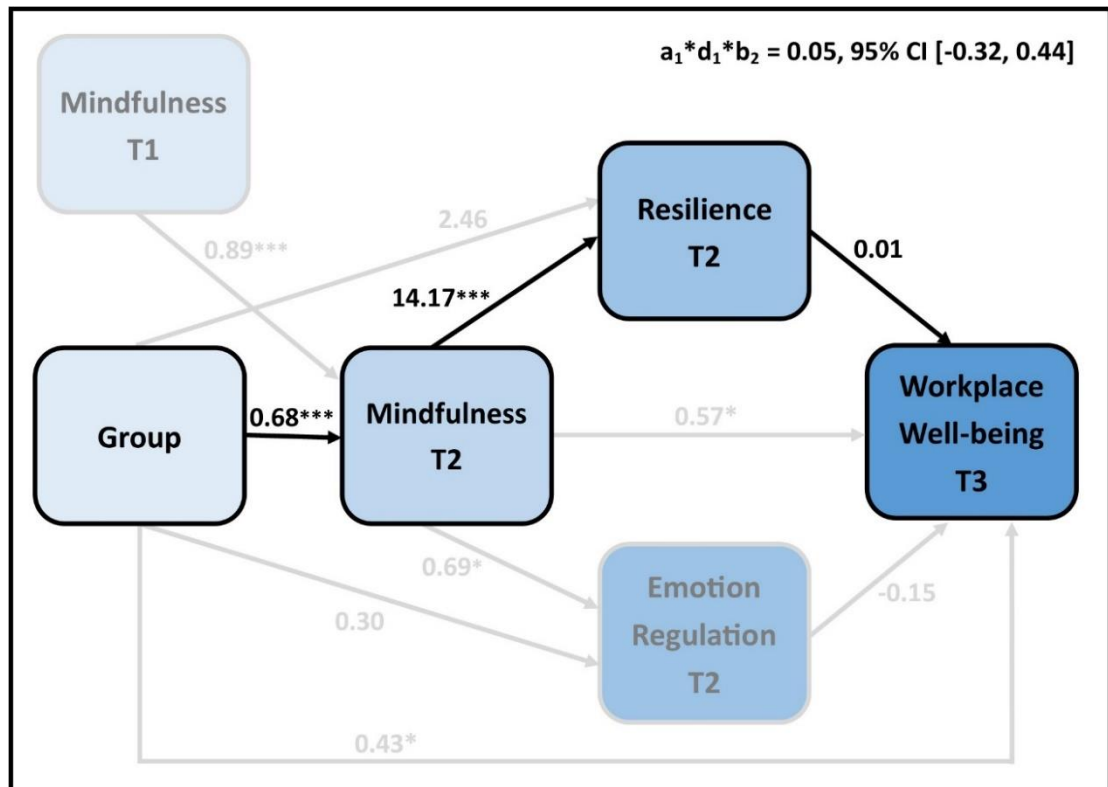 a₁*d₁*b₂ = 0.05, 95% CI [-0.32, 0.44]
Mindfulness
T1
2.46
0.89***
Resilience
T2
0.01
14.17***
Group
0.68***
Mindfulness
T2
0.57*
Workplace
Well-being
T3
0.69*
0.30
Emotion
Regulation
T2
-0.15
0.43*